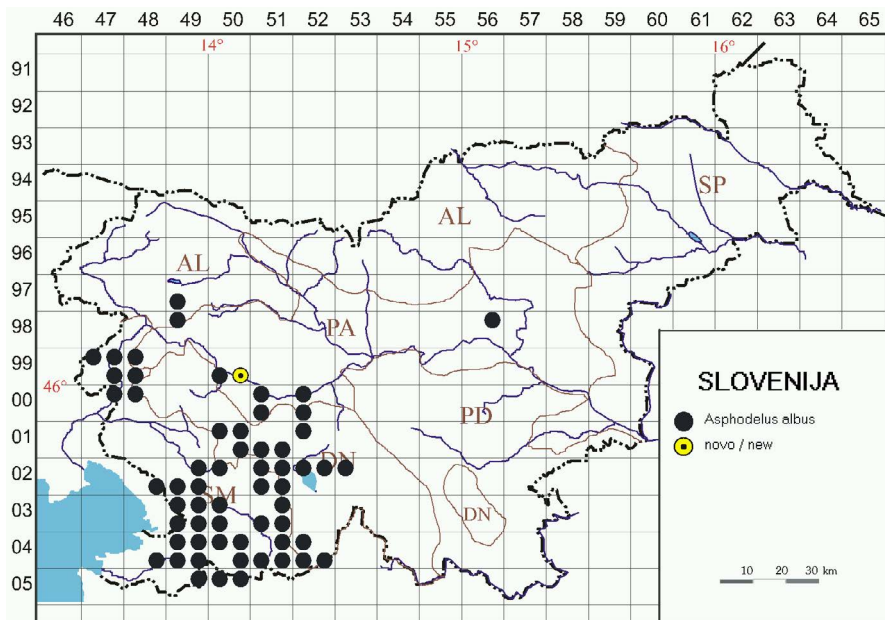 46 47 48 49 50 51 52 53 54 55 56 57 58 59 60 61 62 63 64 65
14° 15° 16°
91
92
93
94
SP
95
AL
96
AL
97
98
PA
99
46°
00
SLOVENIJA
PD
Asphodelus albus
01
novo / new
DN
02
SM
03
DN
04
05
10 20 30 km